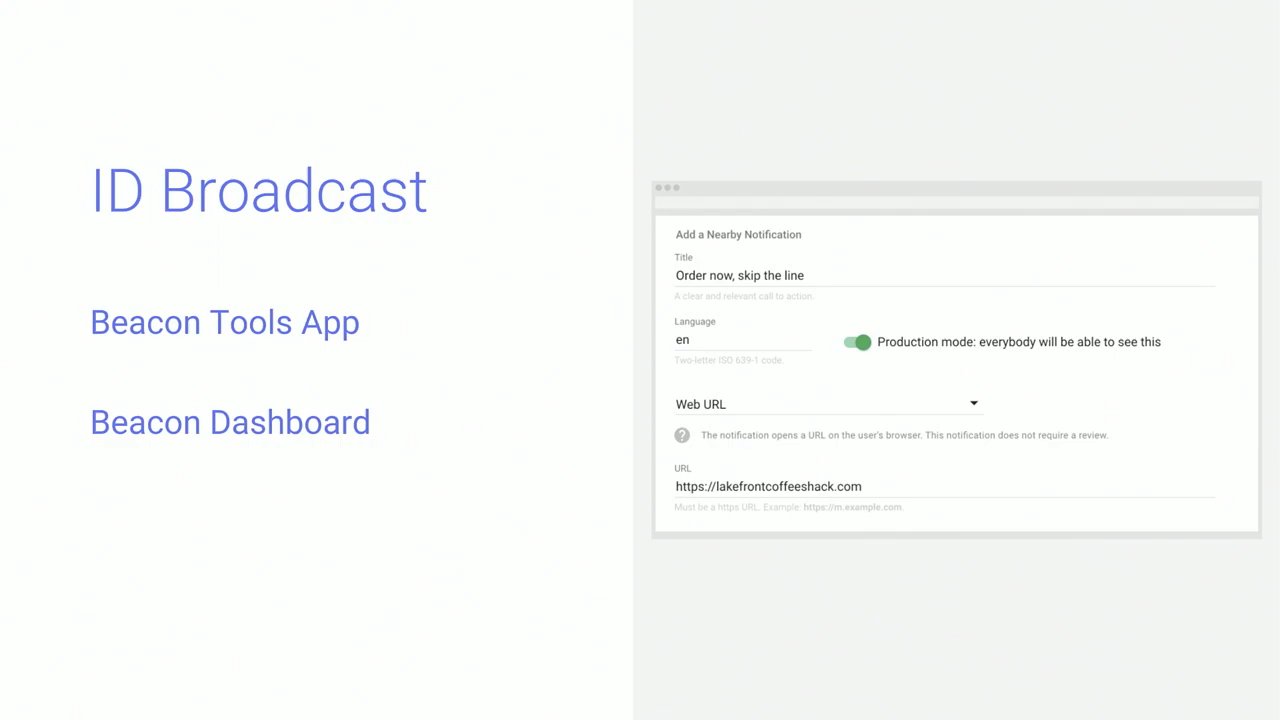 ID Broadcast
Beacon Tools App
Beacon Dashboard
Add a Nearby Notification
Title
Order now, skip the line
A clear and relevant call to action
Language
en
Production mode: everybody will be able to see this
Two-letter ISO 639-1 code.
Web URL
? The notification opens a URL on the user's browser. This notification does not require a review.
URL
https://lakefrontcoffeeshack.com
Must be a https URL. Example: https://m.example.com.